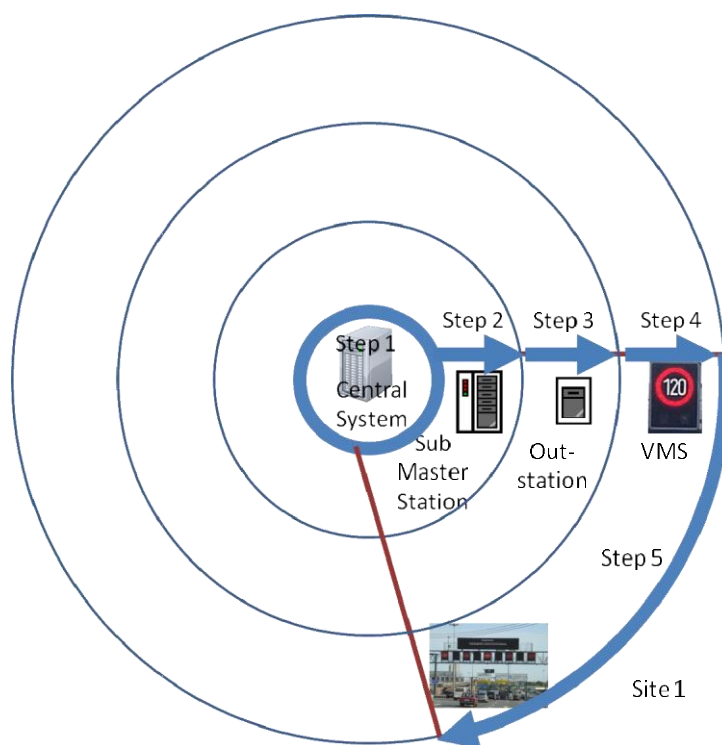 Step 1
Central
System
Step 2
Step 3
Step 4
120
Sub
Master
Station
Out-
station
VMS
Step 5
Site 1